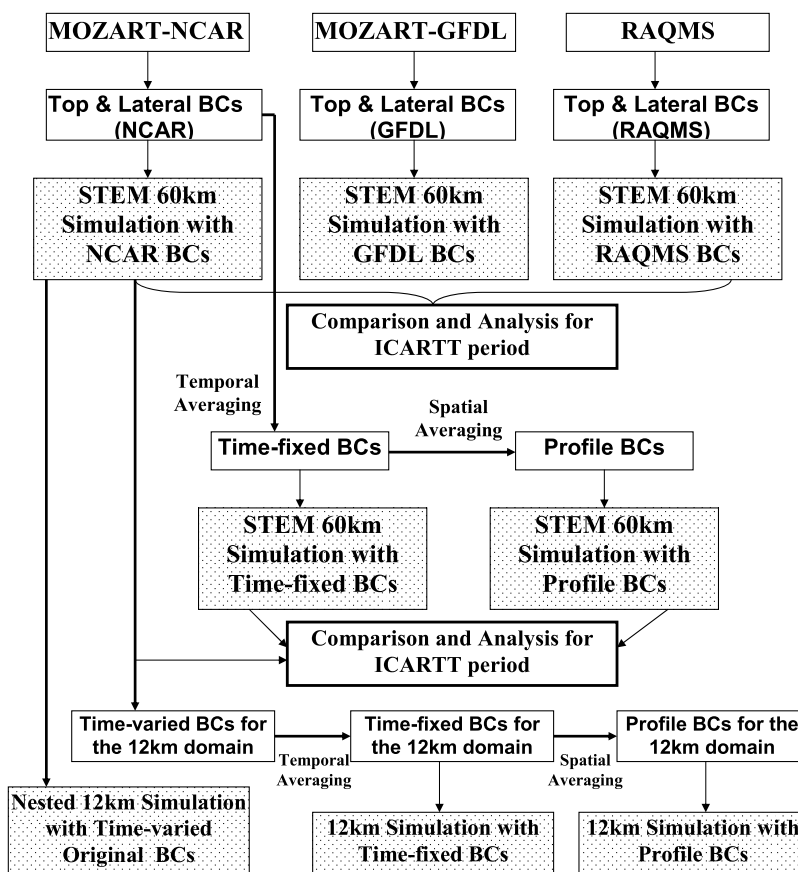 MOZART-NCAR
MOZART-GFDL
RAQMS
Top & Lateral BCs
(NCAR)
Top & Lateral BCs
(GFDL)
Top & Lateral BCs
(RAQMS)
STEM 60km
Simulation with
NCAR BCs
STEM 60km
Simulation with
GFDL BCs
STEM 60km
Simulation with
RAQMS BCs
Comparison and Analysis for
ICARTT period
Temporal
Averaging
Spatial
Averaging
Time-fixed BCs
Profile BCs
STEM 60km
Simulation with
Time-fixed BCs
STEM 60km
Simulation with
Profile BCs
Comparison and Analysis for
ICARTT period
Time-varied BCs for
the 12km domain
Temporal
Averaging
Time-fixed BCs for
the 12km domain
Spatial
Averaging
Profile BCs for the
12km domain
Nested 12km Simulation
with Time-varied
Original BCs
12km Simulation with
Time-fixed BCs
12km Simulation with
Profile BCs